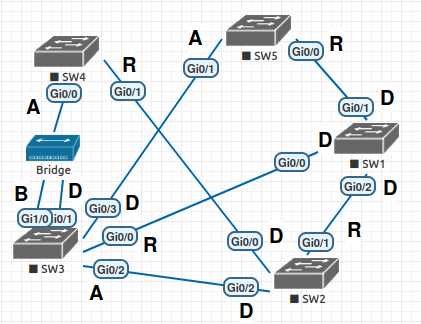 A
R
Gi0/0
SW5
R
SW4
Gi0/1
D
Gi0/0
Gi0/1
Gi0/1
A
D
SW1
Bridge
Gi0/0
B
D
Gi0/2
D
Gi0/3
D
Gi1/0
i0/1
Gi0/0
R
Gi0/0
D
Gi0/1
R
SW3
Gi0/2
A
Gi0/2
SW2
D